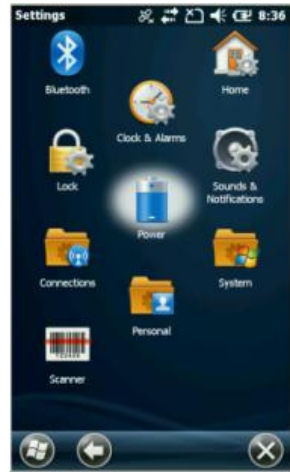 Settings 8:36
Bluetooth
Home
Clock & Alarms
Lock
Sounds &
Notifications
Power
Connections
System
Personal
Scanner